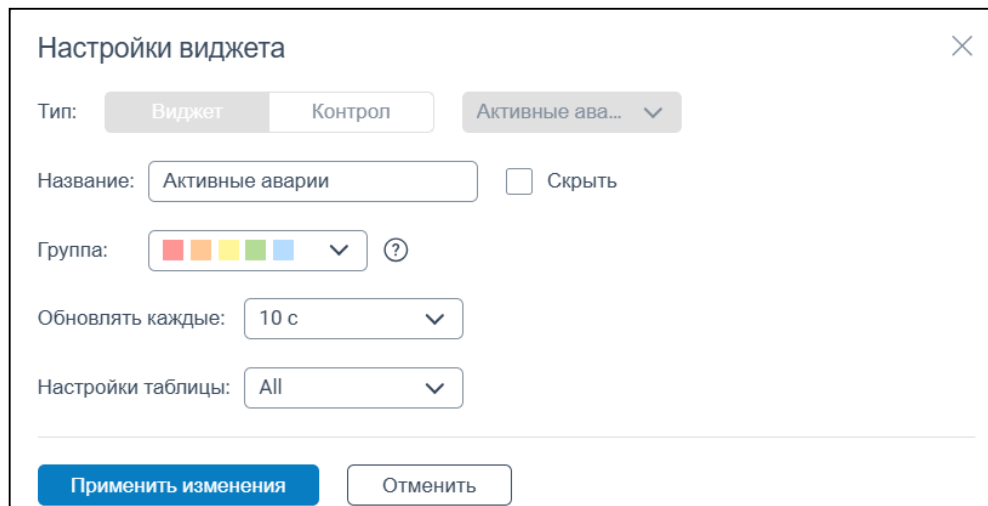 Настройки виджета
Тип: Виджет Контрол Активные ава...
Название: Активные аварии Скрыть
Группа: ?
Обновлять каждые: 10 с
Настройки таблицы: All
Применить изменения Отменить